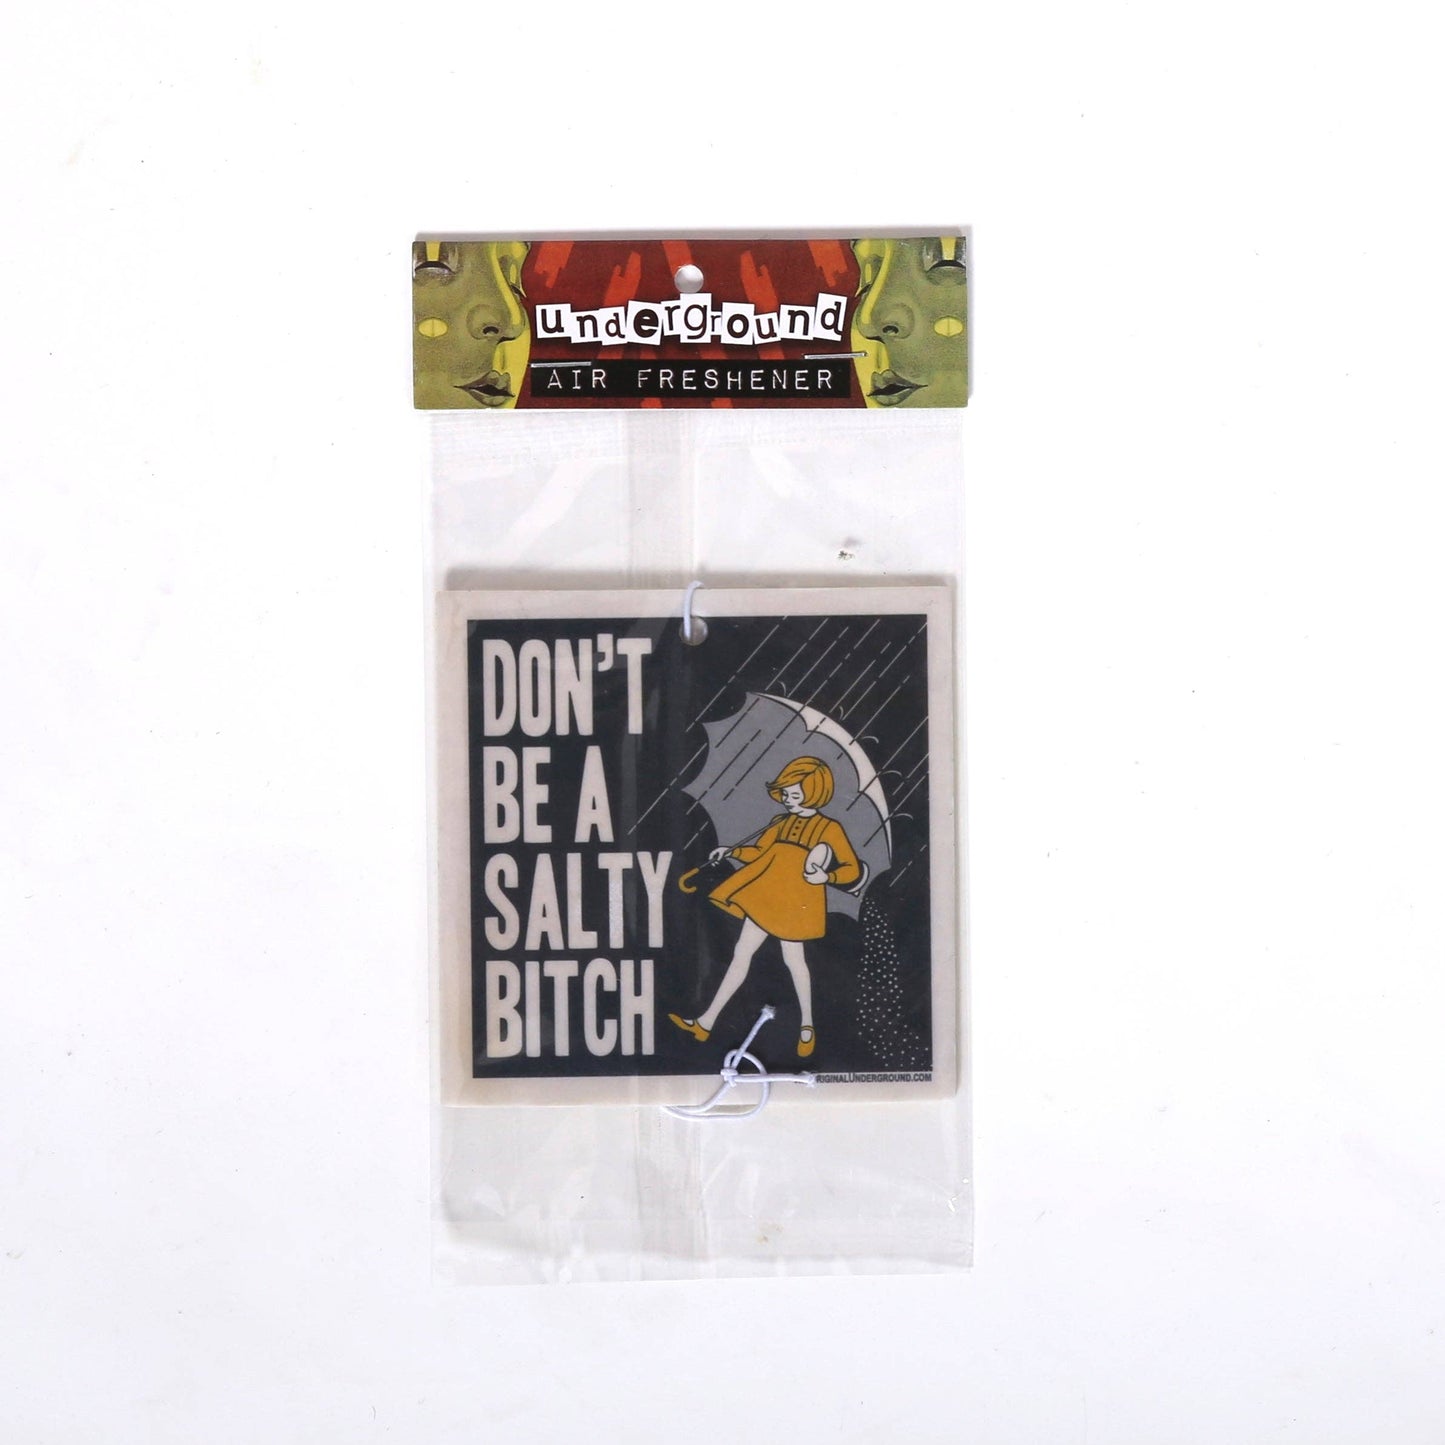 underground
AIR FRESHENER
DON'T
BE A
SALTY
BITCH